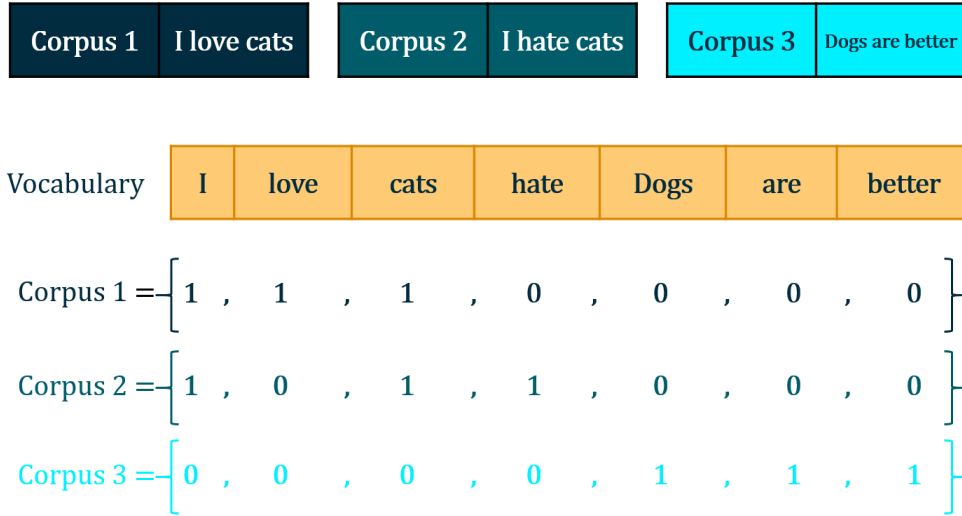 Corpus 1 I love cats Corpus 2 I hate cats Corpus 3 Dogs are better
Vocabulary I love cats hate Dogs are better
Corpus 1 = [ 1 , 1 , 1 , 0 , 0 , 0 , 0 ]
Corpus 2 = [ 1 , 0 , 1 , 1 , 0 , 0 , 0 ]
Corpus 3 = [ 0 , 0 , 0 , 0 , 1 , 1 , 1 ]